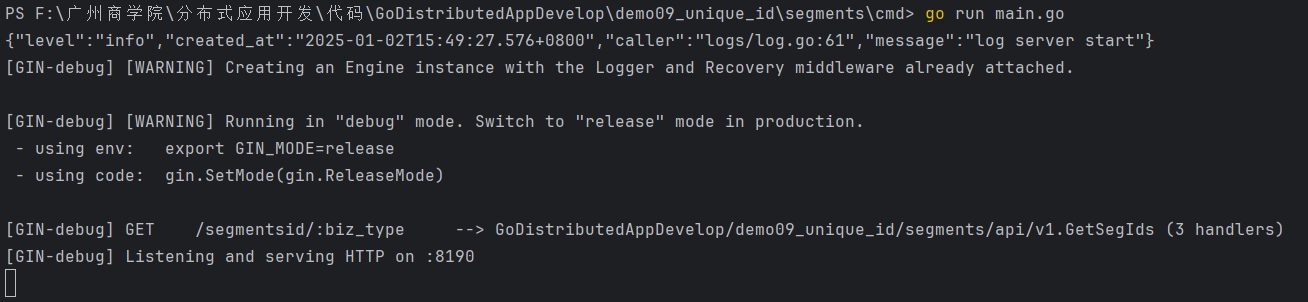 PS F:\广州商学院\分布式应用开发\代码\GoDistributedAppDevelop\demo09_unique_id\segments\cmd> go run main.go
{"level":"info","created_at":"2025-01-02T15:49:27.576+0800","caller":"logs/log.go:61","message":"log server start"}
[GIN-debug] [WARNING] Creating an Engine instance with the Logger and Recovery middleware already attached.
[GIN-debug] [WARNING] Running in "debug" mode. Switch to "release" mode in production.
 - using env:   export GIN_MODE=release
 - using code:  gin.SetMode(gin.ReleaseMode)
[GIN-debug] GET    /segmentsid/:biz_type     --> GoDistributedAppDevelop/demo09_unique_id/segments/api/v1.GetSegIds (3 handlers)
[GIN-debug] Listening and serving HTTP on :8190